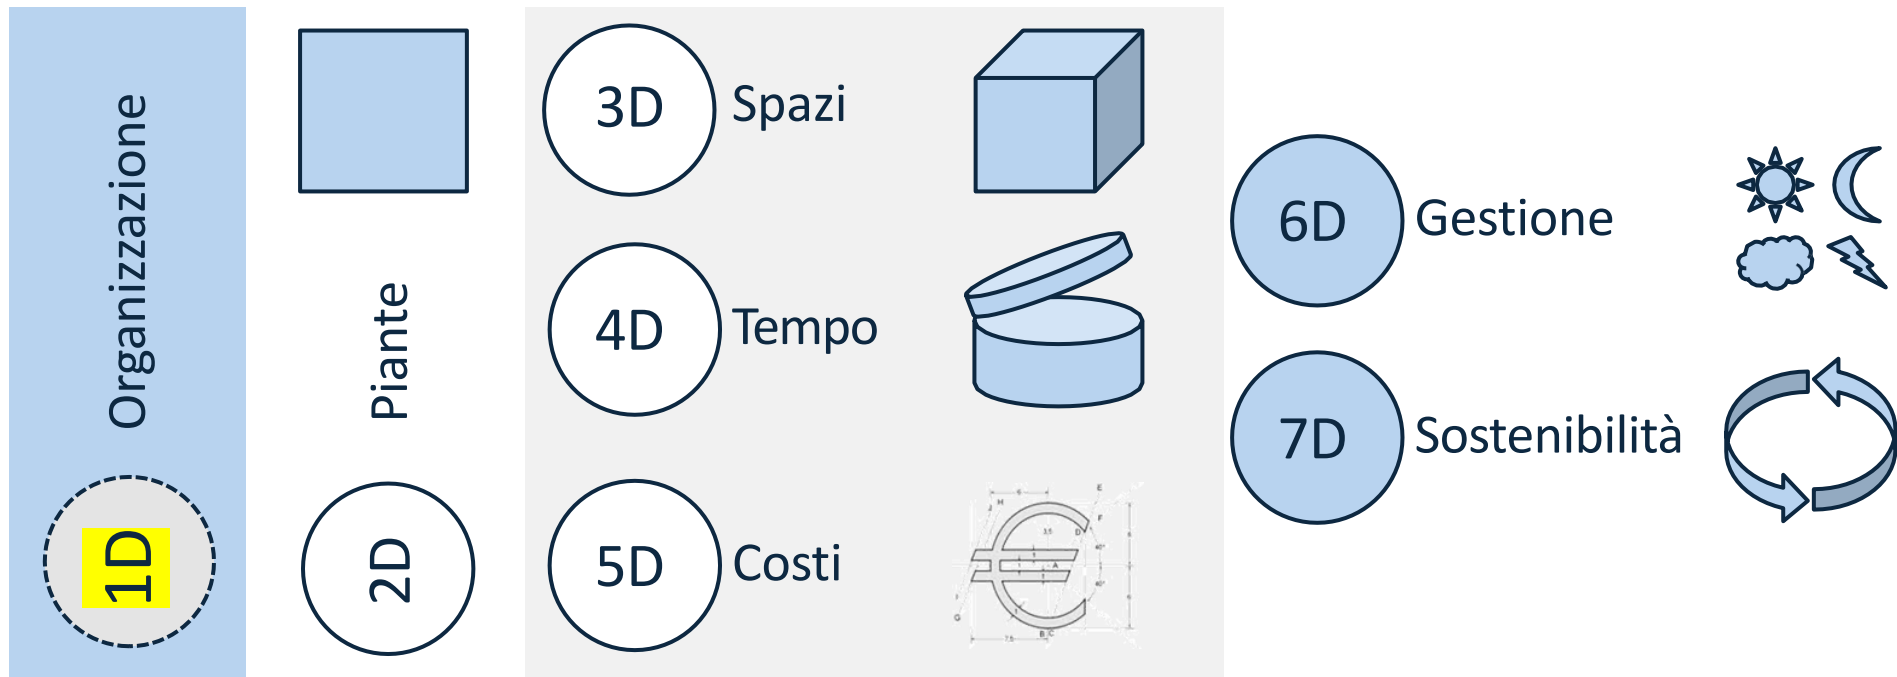 Organizzazione
1D
Piante
2D
3D Spazi
4D Tempo
5D Costi
6D Gestione
7D Sostenibilità